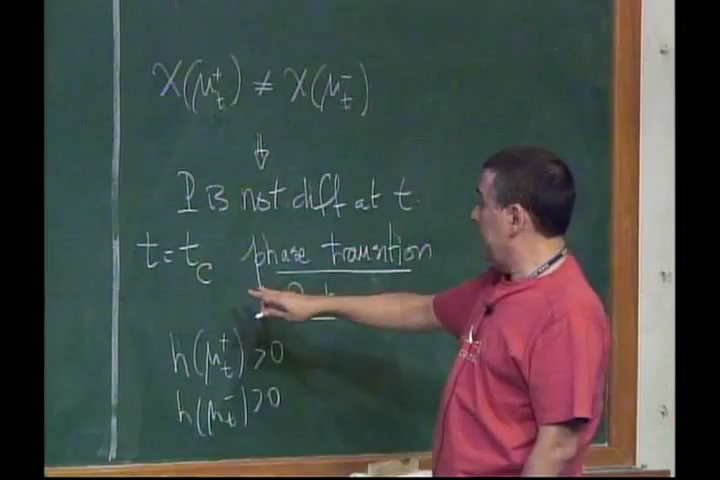 χ(μ_t^+) ≠ χ(μ_t^-)
⇓
P is not diff at t.
t = t_c phase transition
h(μ_t^+) > 0
h(μ_t^-) > 0